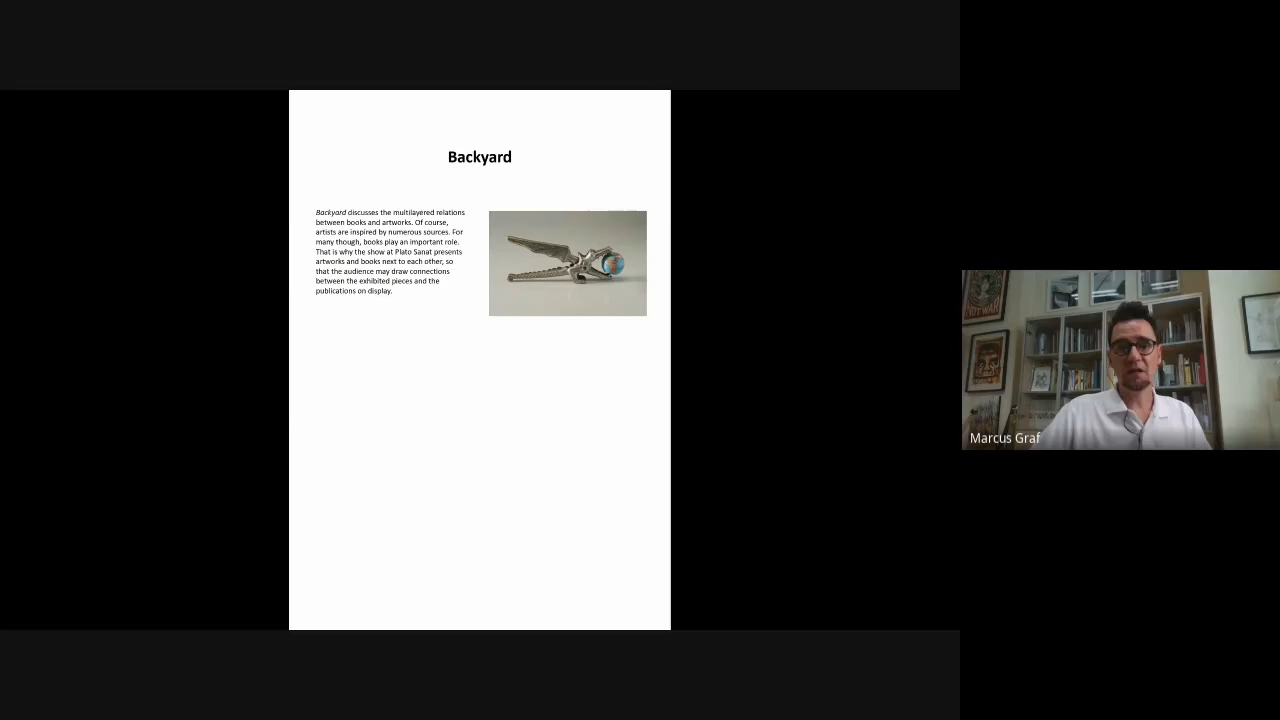 Backyard
Backyard discusses the multilayered relations
between books and artworks. Of course,
artists are inspired by numerous sources. For
many though, books play an important role.
That is why the show at Plato Sanat presents
artworks and books next to each other, so
that the audience may draw connections
between the exhibited pieces and the
publications on display.
Marcus Graf